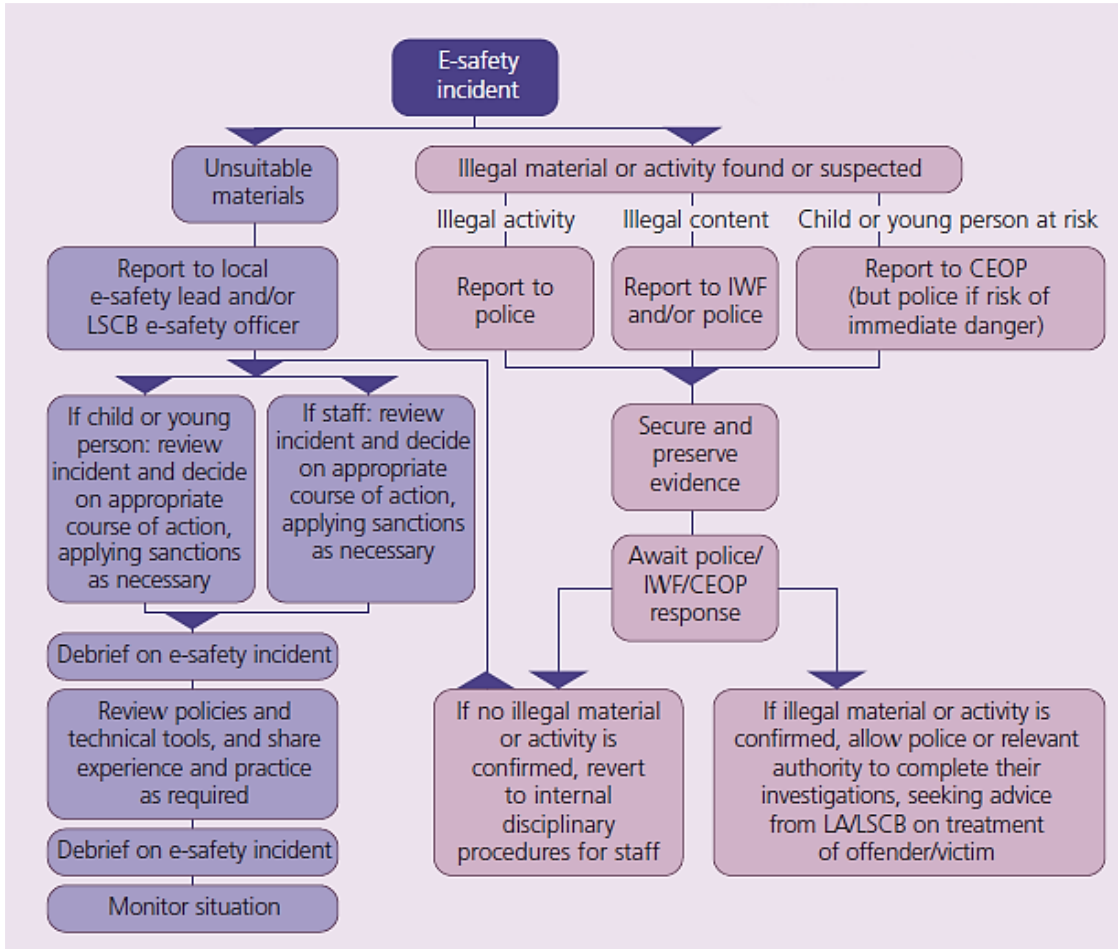 E-safety
incident
Unsuitable
materials
Illegal material or activity found or suspected
Illegal activity
Illegal content
Child or young person at risk
Report to local
e-safety lead and/or
LSCB e-safety officer
Report to
police
Report to IWF
and/or police
Report to CEOP
(but police if risk of
immediate danger)
If child or young
person: review
incident and decide
on appropriate
course of action,
applying sanctions
as necessary
If staff: review
incident and decide
on appropriate
course of action,
applying sanctions
as necessary
Secure and
preserve
evidence
Await police/
IWF/CEOP
response
Debrief on e-safety incident
Review policies and
technical tools, and share
experience and practice
as required
Debrief on e-safety incident
Monitor situation
If no illegal material
or activity is
confirmed, revert
to internal
disciplinary
procedures for staff
If illegal material or activity is
confirmed, allow police or relevant
authority to complete their
investigations, seeking advice
from LA/LSCB on treatment
of offender/victim